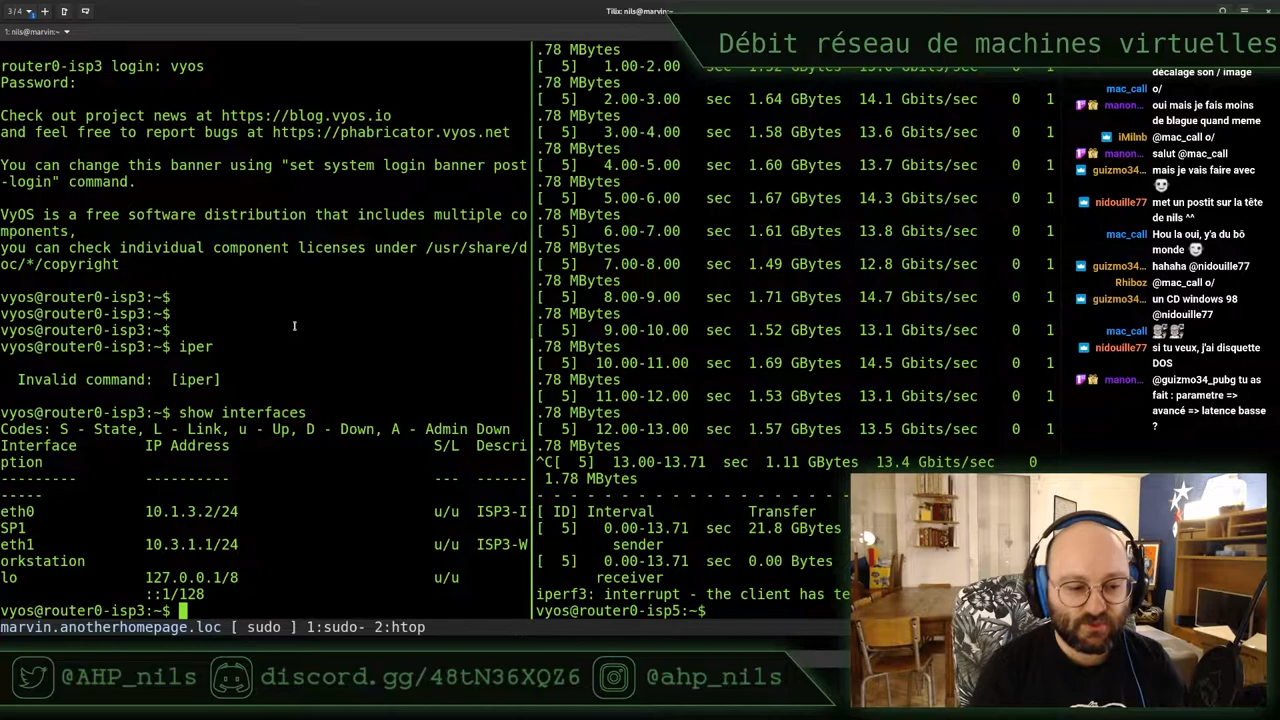 3/4
Tilix: nils@marvin:~
1: nils@marvin:~
Débit réseau de machines virtuelles
router0-isp3 login: vyos
Password:
Check out project news at https://blog.vyos.io
and feel free to report bugs at https://phabricator.vyos.net
You can change this banner using "set system login banner post
-login" command.
VyOS is a free software distribution that includes multiple co
mponents,
you can check individual component licenses under /usr/share/d
oc/*/copyright
vyos@router0-isp3:~$
vyos@router0-isp3:~$
vyos@router0-isp3:~$
vyos@router0-isp3:~$ iper
Invalid command: [iper]
vyos@router0-isp3:~$ show interfaces
Codes: S - State, L - Link, u - Up, D - Down, A - Admin Down
Interface IP Address S/L Descri
ption
--------- ---------- --- ------
-----
eth0 10.1.3.2/24 u/u ISP3-I
SP1
eth1 10.3.1.1/24 u/u ISP3-W
orkstation
lo 127.0.0.1/8 u/u
::1/128
vyos@router0-isp3:~$
.78 MBytes
[ 5] 1.00-2.00 sec
.78 MBytes
[ 5] 2.00-3.00 sec 1.64 GBytes 14.1 Gbits/sec 0 1
.78 MBytes
[ 5] 3.00-4.00 sec 1.58 GBytes 13.6 Gbits/sec 0 1
.78 MBytes
[ 5] 4.00-5.00 sec 1.60 GBytes 13.7 Gbits/sec 0 1
.78 MBytes
[ 5] 5.00-6.00 sec 1.67 GBytes 14.3 Gbits/sec 0 1
.78 MBytes
[ 5] 6.00-7.00 sec 1.61 GBytes 13.8 Gbits/sec 0 1
.78 MBytes
[ 5] 7.00-8.00 sec 1.49 GBytes 12.8 Gbits/sec 0 1
.78 MBytes
[ 5] 8.00-9.00 sec 1.71 GBytes 14.7 Gbits/sec 0 1
.78 MBytes
[ 5] 9.00-10.00 sec 1.52 GBytes 13.1 Gbits/sec 0 1
.78 MBytes
[ 5] 10.00-11.00 sec 1.69 GBytes 14.5 Gbits/sec 0 1
.78 MBytes
[ 5] 11.00-12.00 sec 1.53 GBytes 13.1 Gbits/sec 0 1
.78 MBytes
[ 5] 12.00-13.00 sec 1.57 GBytes 13.5 Gbits/sec 0 1
.78 MBytes
^C[ 5] 13.00-13.71 sec 1.11 GBytes 13.4 Gbits/sec 0
1.78 MBytes
- - - - - - - - - - - - - - - - - - -
[ ID] Interval Transfer
[ 5] 0.00-13.71 sec 21.8 GBytes
sender
[ 5] 0.00-13.71 sec 0.00 Bytes
receiver
iperf3: interrupt - the client has te
vyos@router0-isp5:~$
décalage son / image
mac_call o/
manon... oui mais je fais moins
de blague quand meme
iMilnb @mac_call o/
manon... salut @mac_call
guizmo34... mais je vais faire avec
nidouille77 met un postit sur la tête
de nils ^^
mac_call Hou la oui, y'a du bô
monde
guizmo34... hahaha @nidouille77
Rhiboz @mac_call o/
guizmo34... un CD windows 98
@nidouille77
mac_call
nidouille77 si tu veux, j'ai disquette
DOS
manon... @guizmo34_pubg tu as
fait : parametre =>
avancé => latence basse
?
marvin.anotherhomepage.loc [ sudo ] 1:sudo- 2:htop
@AHP_nils discord.gg/48tN36XQZ6 @ahp_nils